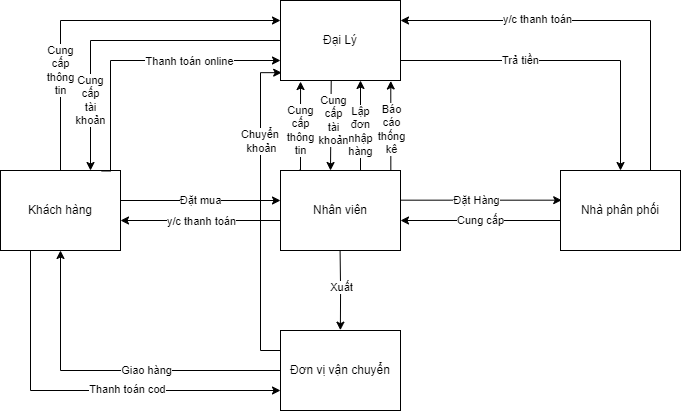 y/c thanh toán
Cung
cấp
thông
tin
Đại Lý
Thanh toán online
Trả tiền
Cung
cấp
tài
khoản
Chuyển
khoản
Cung
cấp
thông
tin
Cung
cấp
tài
khoản
Lập
đơn
nhập
hàng
Báo
cáo
thống
kê
Khách hàng
Đặt mua
y/c thanh toán
Nhân viên
Đặt Hàng
Cung cấp
Nhà phân phối
Xuất
Giao hàng
Đơn vị vận chuyển
Thanh toán cod